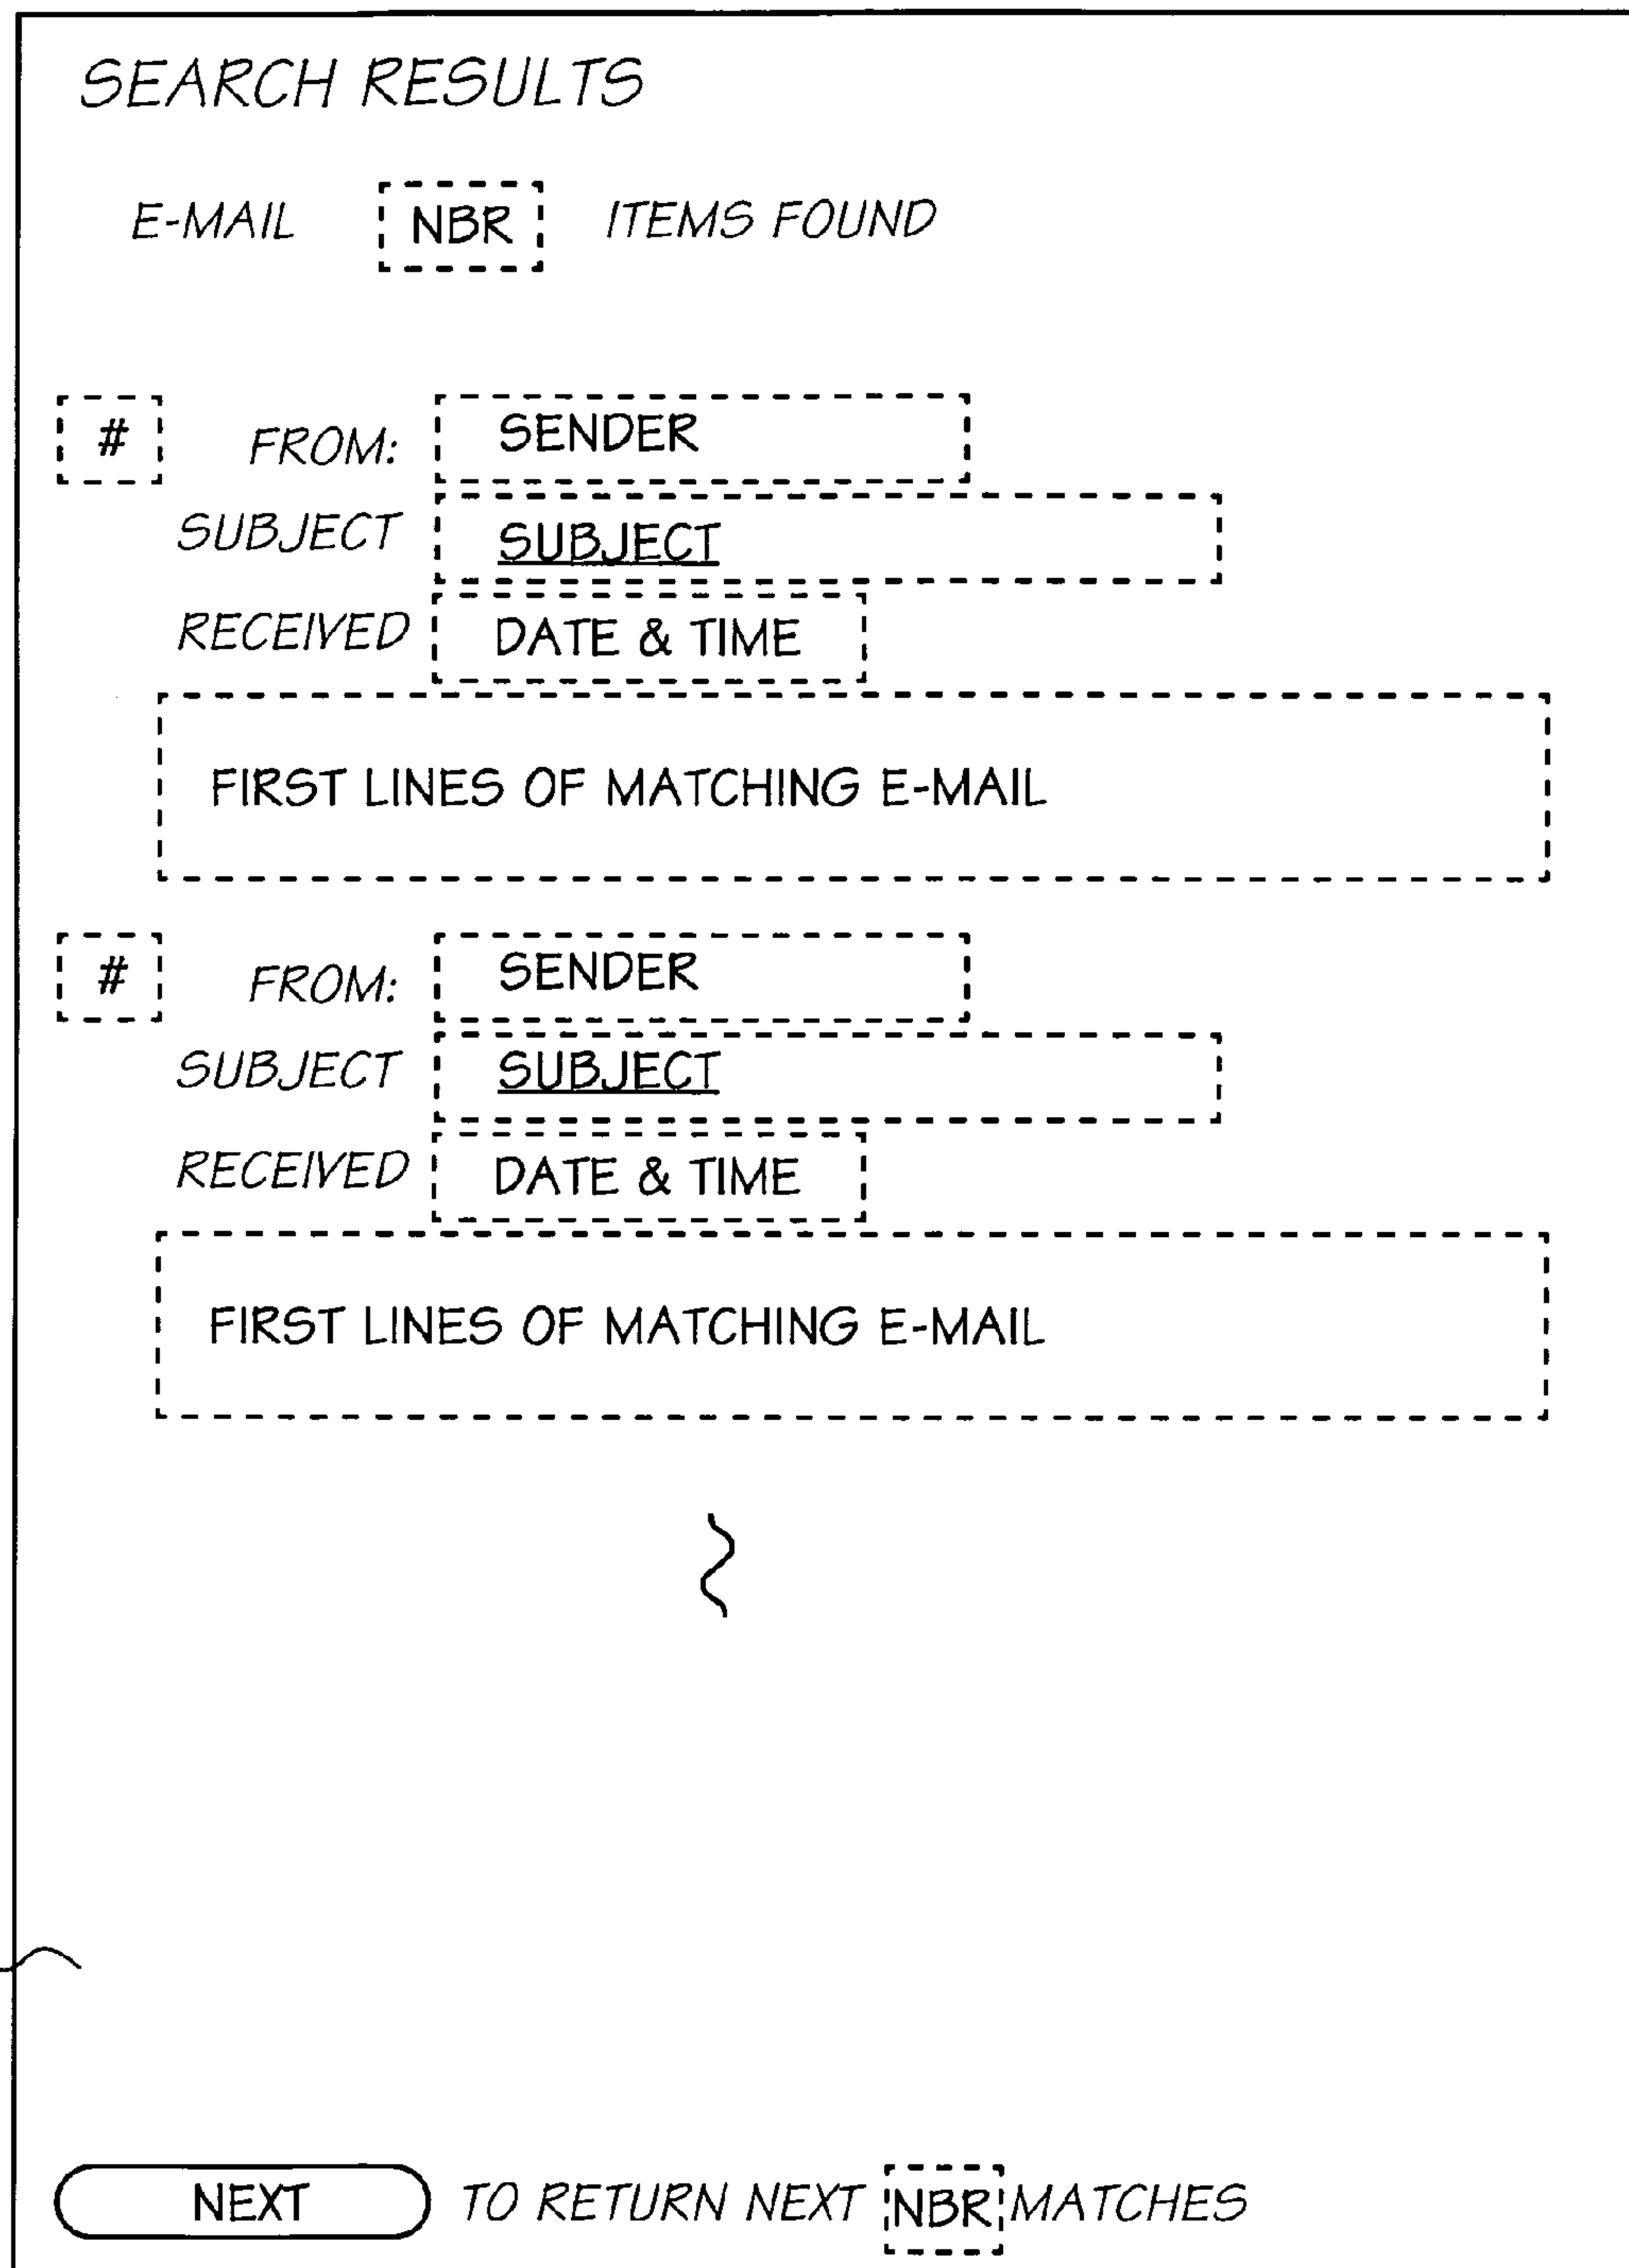 SEARCH RESULTS
E-MAIL NBR ITEMS FOUND
# FROM: SENDER
SUBJECT SUBJECT
RECEIVED DATE & TIME
FIRST LINES OF MATCHING E-MAIL
# FROM: SENDER
SUBJECT SUBJECT
RECEIVED DATE & TIME
FIRST LINES OF MATCHING E-MAIL
NEXT TO RETURN NEXT NBR MATCHES